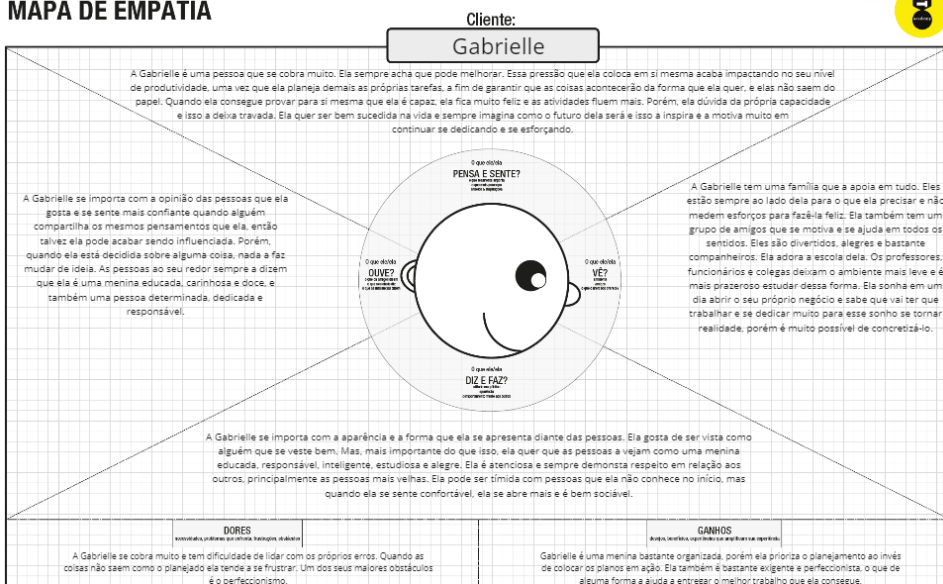 MAPA DE EMPATIA
Cliente:
Gabrielle
A Gabrielle é uma pessoa que se cobra muito. Ela sempre acha que pode melhorar. Essa pressão que ela coloca em si mesma acaba impactando no seu nível
de produtividade, uma vez que ela planeja demais as próprias tarefas, a fim de garantir que as coisas aconteceram da forma que ela quer, e elas não saem do
papel. Quando ela consegue provar para si mesma que ela é capaz, ela fica muito feliz e as atividades fluem mais. Porém, ela dúvida da própria capacidade
e isso a deixa travada. Ela quer ser bem sucedida na vida e sempre imagina como o futuro dela será e isso a inspira e a motiva muito em
continuar se dedicando e se esforçando.
O que ele/ela
PENSA E SENTE?
A Gabrielle se importa com a opinião das pessoas que ela
gosta e se sente mais confiante quando alguém
compartilha os mesmos pensamentos que ela, então
talvez ela pode acabar sendo influenciada. Porém,
quando ela está decidida sobre alguma coisa, nada a faz
mudar de ideia. As pessoas ao seu redor sempre a dizem
que ela é uma menina educada, carinhosa e doce, e
também uma pessoa determinada, dedicada e
responsável.
O que ele/ela
OUVE?
O que ele/ela
VÊ?
A Gabrielle tem uma família que a apoia em tudo. Eles
estão sempre ao lado dela para o que ela precisar e não
medem esforços para fazê-la feliz. Ela também tem um
grupo de amigos que se motiva e se ajuda em todos os
sentidos. Eles são divertidos, alegres e bastante
companheiros. Ela adora a escola dela. Os professores,
funcionários e colegas deixam o ambiente mais leve e é
mais prazeroso estudar dessa forma. Ela sonha em um
dia abrir o seu próprio negócio e sabe que vai ter que
trabalhar e se dedicar muito para esse sonho se tornar
realidade, porém é muito possível de concretizá-lo.
O que ele/ela
DIZ E FAZ?
A Gabrielle se importa com a aparência e a forma que ela se apresenta diante das pessoas. Ela gosta de ser vista como
alguém que se veste bem. Mas, mais importante do que isso, ela quer que as pessoas a vejam como uma menina
educada, responsável, inteligente, estudiosa e alegre. Ela é atenciosa e sempre demonsta respeito em relação aos
outros, principalmente as pessoas mais velhas. Ela pode ser tímida com pessoas que ela não conhece no início, mas
quando ela se sente confortável, ela se abre mais e é bem sociável.
DORES
necessidades, problemas que enfrenta, frustrações, obstáculos
A Gabrielle se cobra muito e tem dificuldade de lidar com os próprios erros. Quando as
coisas não saem como o planejado ela tende a se frustrar. Um dos seus maiores obstáculos
é o perfeccionismo.
GANHOS
desejos, benefícios, experiências que amplificam sua experiência
Gabrielle é uma menina bastante organizada, porém ela prioriza o planejamento ao invés
de colocar os planos em ação. Ela também é bastante exigente e perfeccionista, o que de
alguma forma a ajuda a entregar o melhor trabalho que ela consegue.